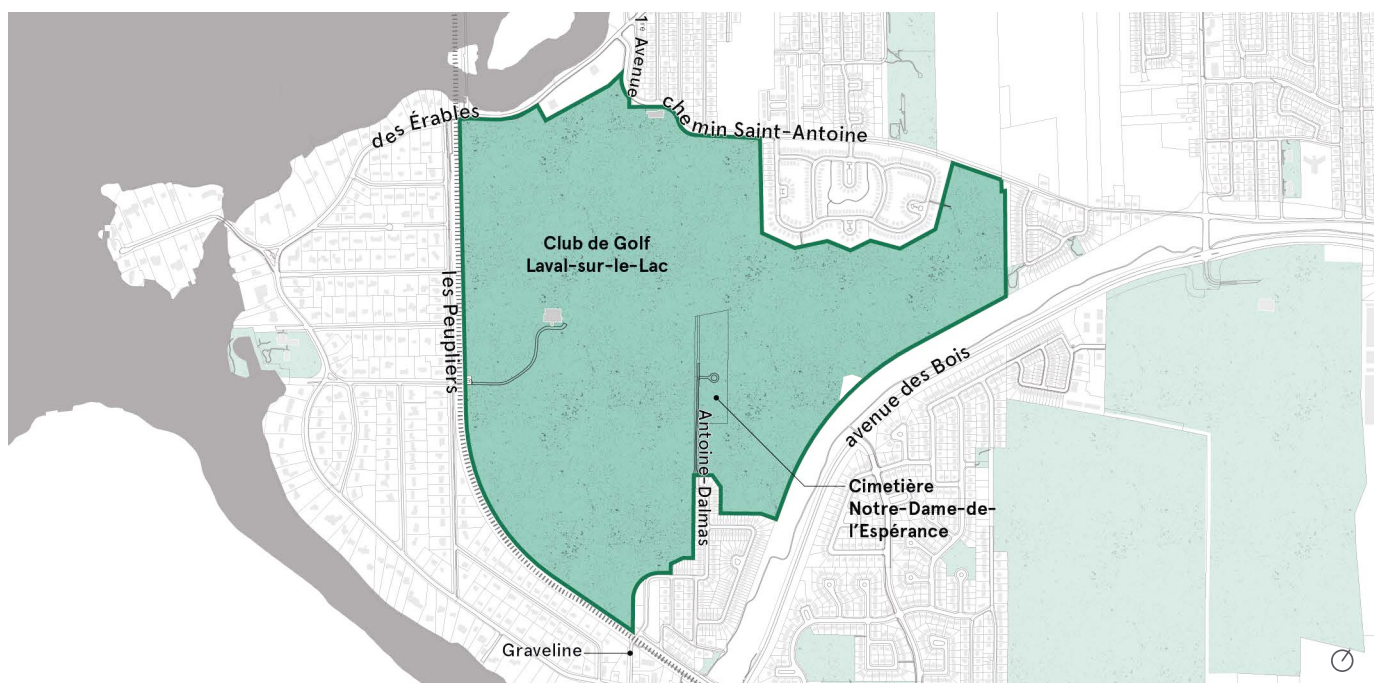 1re Avenue
des Érables
chemin Saint-Antoine
Club de Golf
Laval-sur-le-Lac
les Peupliers
avenue des Bois
Antoine-Dalmas
Cimetière
Notre-Dame-de-
l'Espérance
Graveline